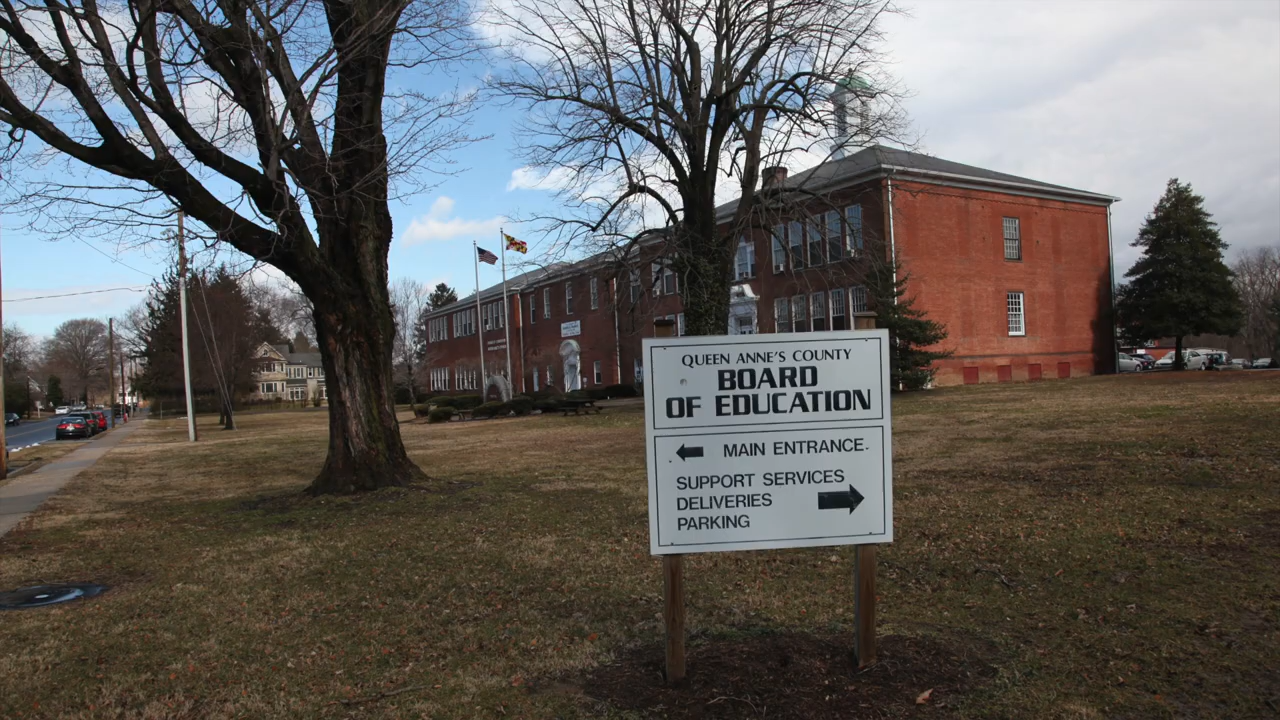 QUEEN ANNE'S COUNTY
BOARD
OF EDUCATION
MAIN ENTRANCE.
SUPPORT SERVICES
DELIVERIES
PARKING